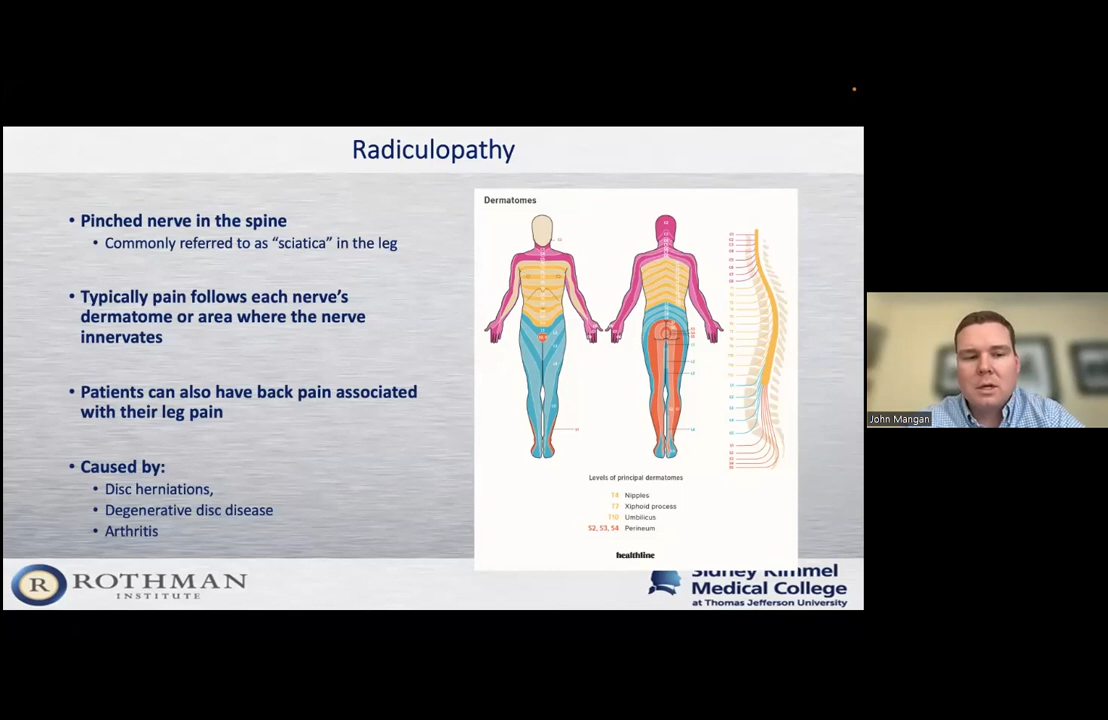 Radiculopathy
• Pinched nerve in the spine
• Commonly referred to as “sciatica” in the leg
• Typically pain follows each nerve’s
dermatome or area where the nerve
innervates
• Patients can also have back pain associated
with their leg pain
• Caused by:
• Disc herniations,
• Degenerative disc disease
• Arthritis
Dermatomes
Levels of principal dermatomes
T4 Nipples
T7 Xiphoid process
T10 Umbilicus
S2, S3, S4 Perineum
healthline
R ROTHMAN
INSTITUTE
Sidney Kimmel
Medical College
at Thomas Jefferson University
John Mangan